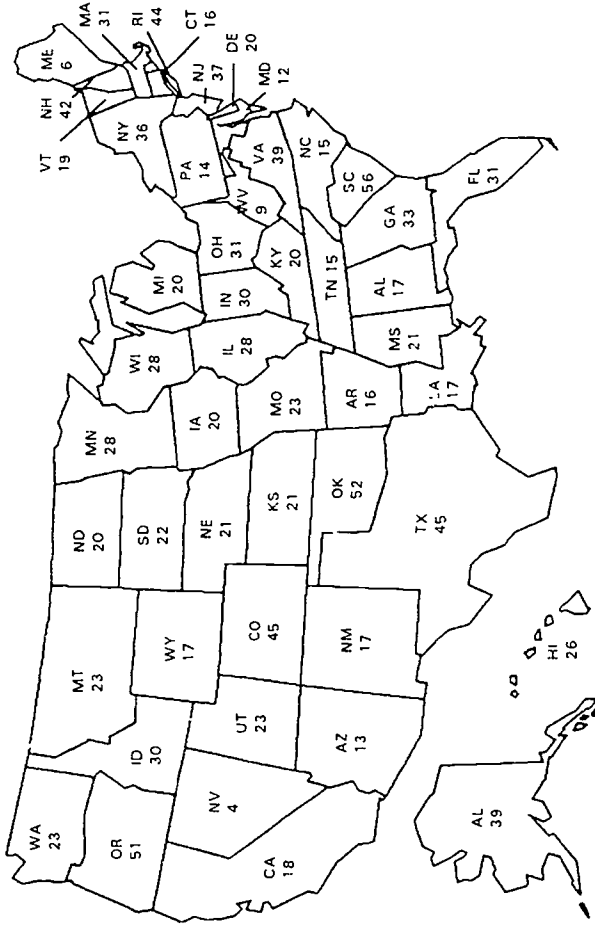 WA
23
OR
51
CA
18
NV
4
ID
30
MT
23
WY
17
UT
23
AZ
13
CO
45
NM
17
ND
20
SD
22
NE
21
KS
21
OK
52
TX
45
MN
28
IA
20
MO
23
AR
16
LA
17
WI
28
IL
28
MS
21
MI
20
IN
30
OH
31
KY
20
TN 15
AL
17
GA
33
FL
31
SC
56
NC
15
VA
39
WV
9
PA
14
NY
36
VT
19
NH
42
ME
6
MA
31
RI
44
CT
16
NJ
37
DE
20
MD
12
AL
39
HI
26